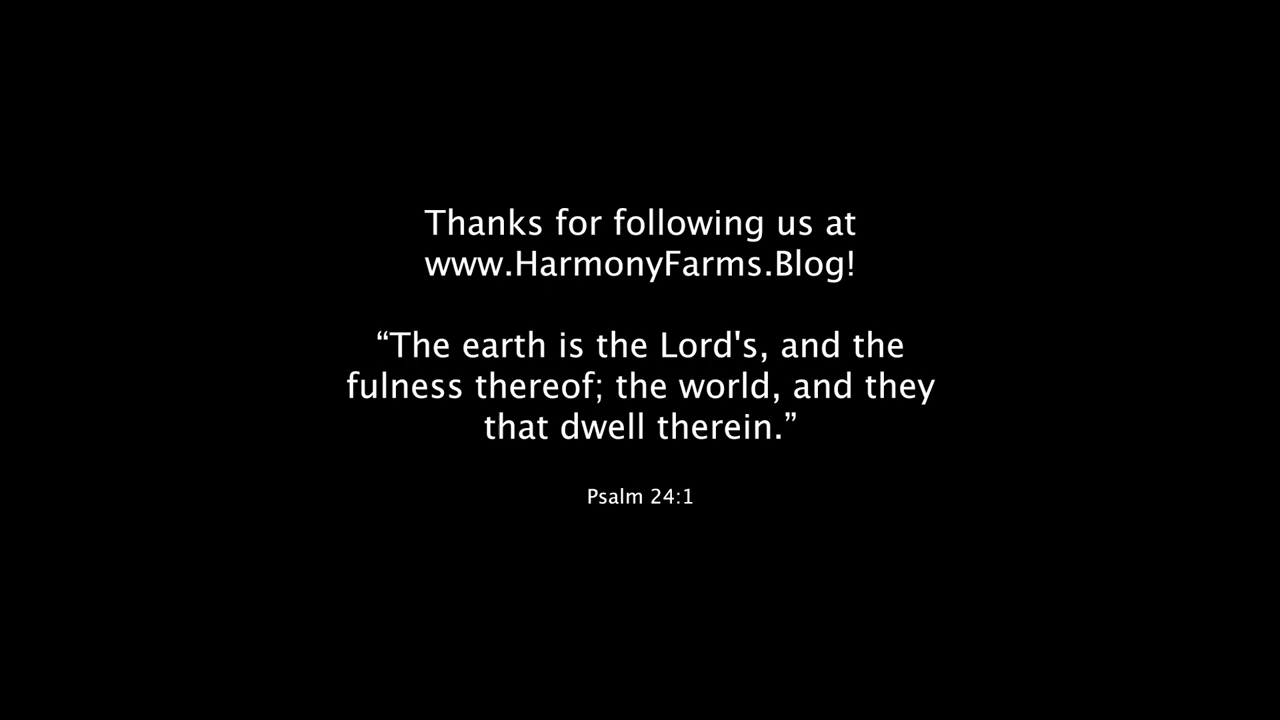 Thanks for following us at
www.HarmonyFarms.Blog!
“The earth is the Lord's, and the
fulness thereof; the world, and they
that dwell therein.”
Psalm 24:1